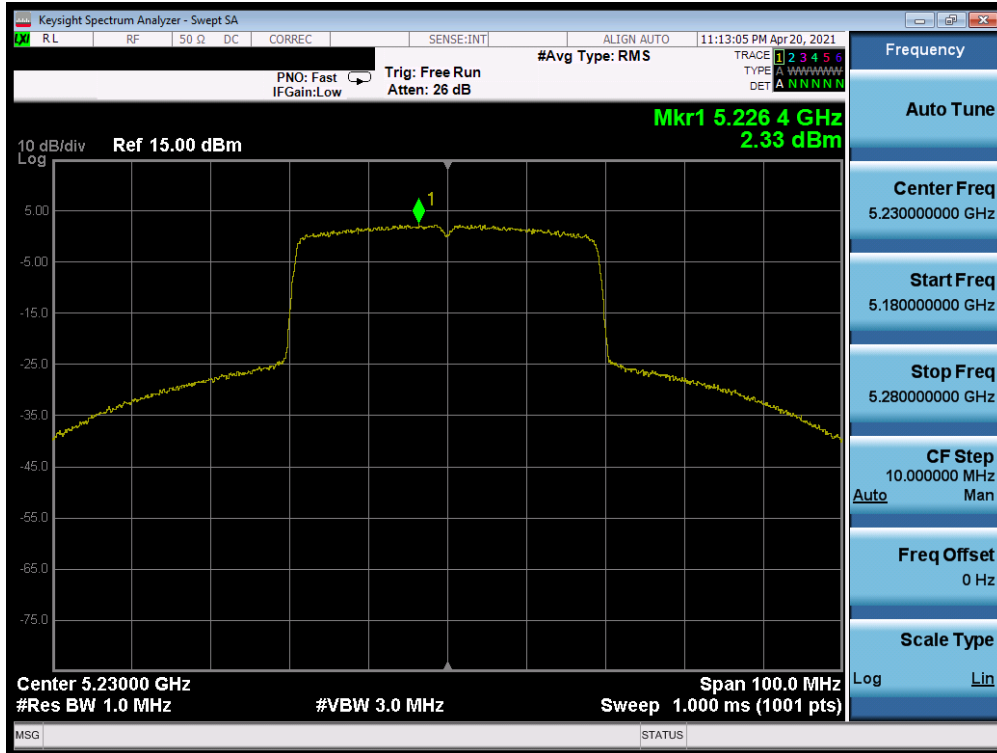 Keysight Spectrum Analyzer - Swept SA
LXI RL RF 50 Ω DC CORREC SENSE:INT ALIGN AUTO 11:13:05 PM Apr 20, 2021
#Avg Type: RMS
TRACE 1 2 3 4 5 6
PNO: Fast Trig: Free Run
TYPE A WWWWW
IFGain:Low Atten: 26 dB
DET A N N N N N
Mkr1 5.226 4 GHz
2.33 dBm
10 dB/div Ref 15.00 dBm
Log
1
5.00
-5.00
-15.0
-25.0
-35.0
-45.0
-55.0
-65.0
-75.0
Center 5.23000 GHz Span 100.0 MHz
#Res BW 1.0 MHz #VBW 3.0 MHz Sweep 1.000 ms (1001 pts)
MSG STATUS
Frequency
Auto Tune
Center Freq
5.230000000 GHz
Start Freq
5.180000000 GHz
Stop Freq
5.280000000 GHz
CF Step
10.000000 MHz
Auto Man
Freq Offset
0 Hz
Scale Type
Log Lin